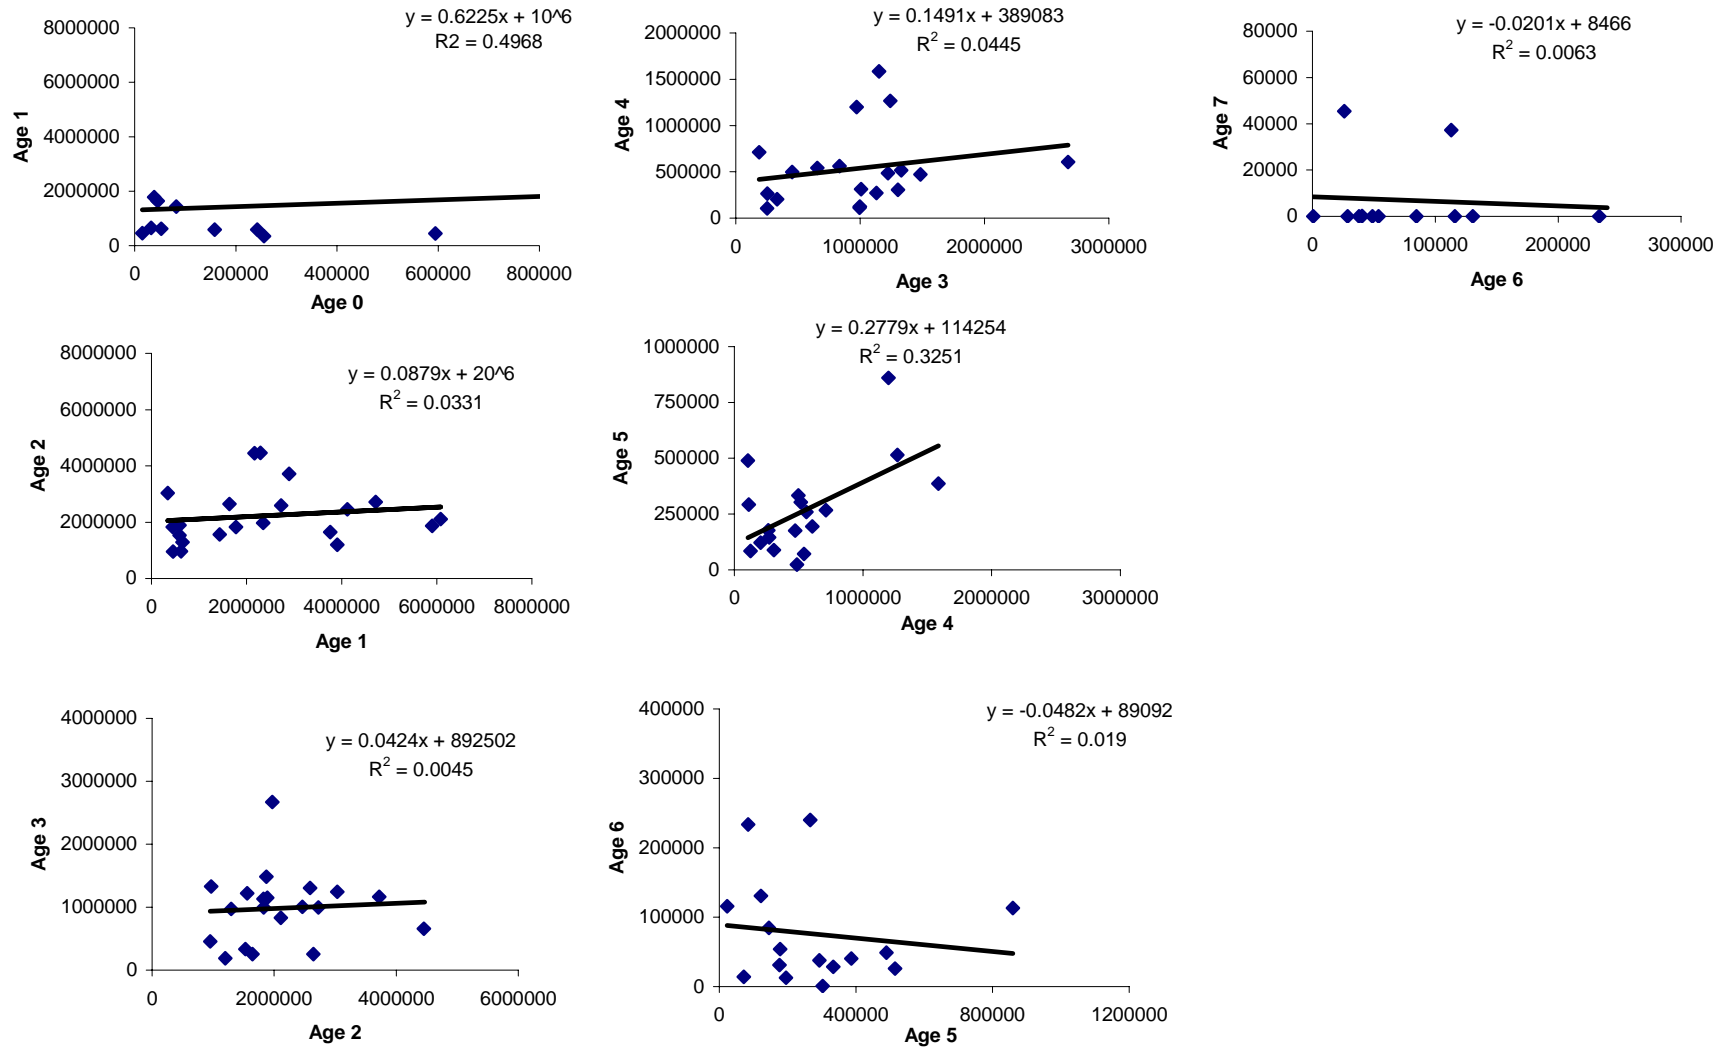 y = 0.6225x + 10^6
R2 = 0.4968
8000000
6000000
4000000
2000000
0
Age 1
0 200000 400000 600000 800000
Age 0
y = 0.1491x + 389083
R² = 0.0445
2000000
1500000
1000000
500000
0
Age 4
0 1000000 2000000 3000000
Age 3
y = -0.0201x + 8466
R² = 0.0063
80000
60000
40000
20000
0
Age 7
0 100000 200000 300000
Age 6
y = 0.0879x + 20^6
R² = 0.0331
8000000
6000000
4000000
2000000
0
Age 2
0 2000000 4000000 6000000 8000000
Age 1
y = 0.2779x + 114254
R² = 0.3251
1000000
750000
500000
250000
0
Age 5
0 1000000 2000000 3000000
Age 4
y = 0.0424x + 892502
R² = 0.0045
4000000
3000000
2000000
1000000
0
Age 3
0 2000000 4000000 6000000
Age 2
y = -0.0482x + 89092
R² = 0.019
400000
300000
200000
100000
0
Age 6
0 400000 800000 1200000
Age 5